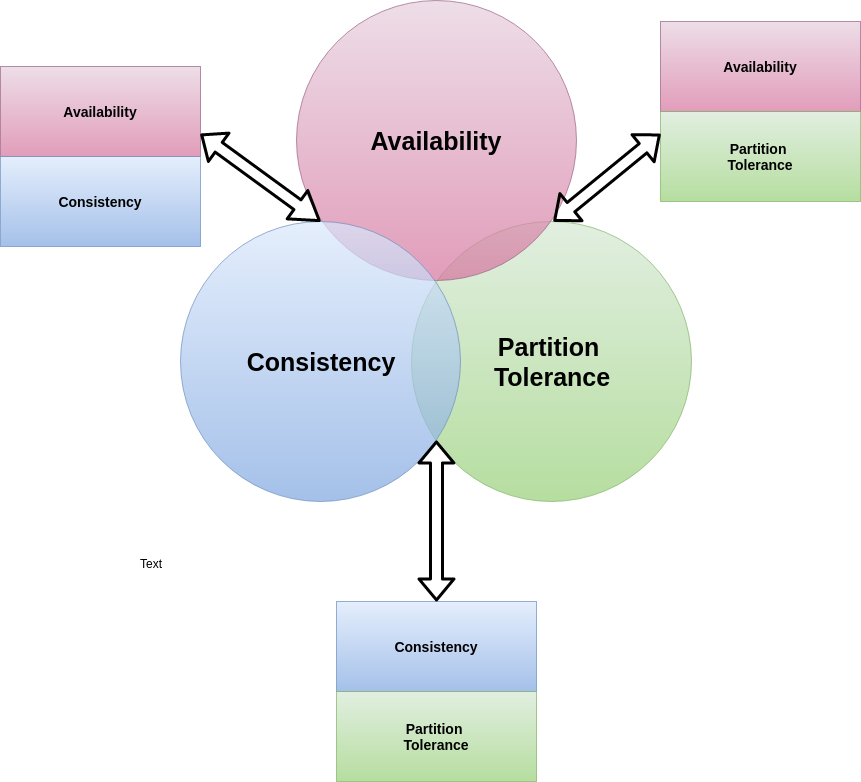 Availability
Consistency
Availability
Availability
Partition
Tolerance
Consistency
Partition
Tolerance
Text
Consistency
Partition
Tolerance